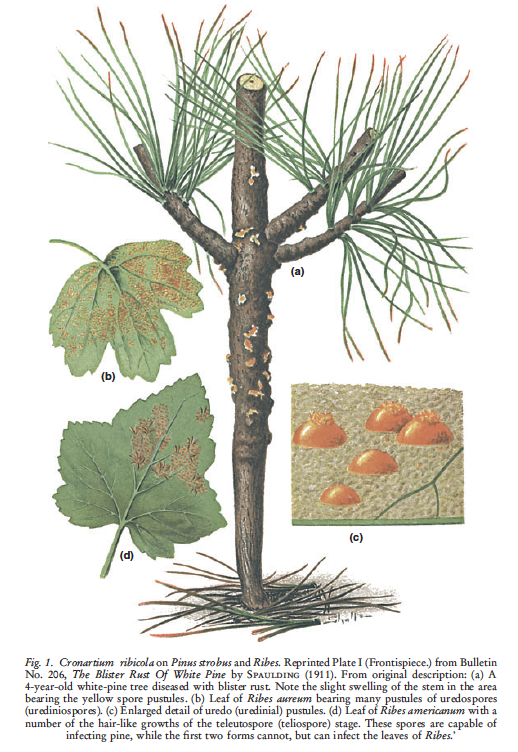 (a)
(b)
(c)
(d)
Fig. 1. Cronartium ribicola on Pinus strobus and Ribes. Reprinted Plate I (Frontispiece.) from Bulletin
No. 206, The Blister Rust Of White Pine by SPAULDING (1911). From original description: (a) A
4-year-old white-pine tree diseased with blister rust. Note the slight swelling of the stem in the area
bearing the yellow spore pustules. (b) Leaf of Ribes aureum bearing many pustules of uredospores
(urediniospores). (c) Enlarged detail of uredo (uredinial) pustules. (d) Leaf of Ribes americanum with a
number of the hair-like growths of the teleutospore (teliospore) stage. These spores are capable of
infecting pine, while the first two forms cannot, but can infect the leaves of Ribes.'